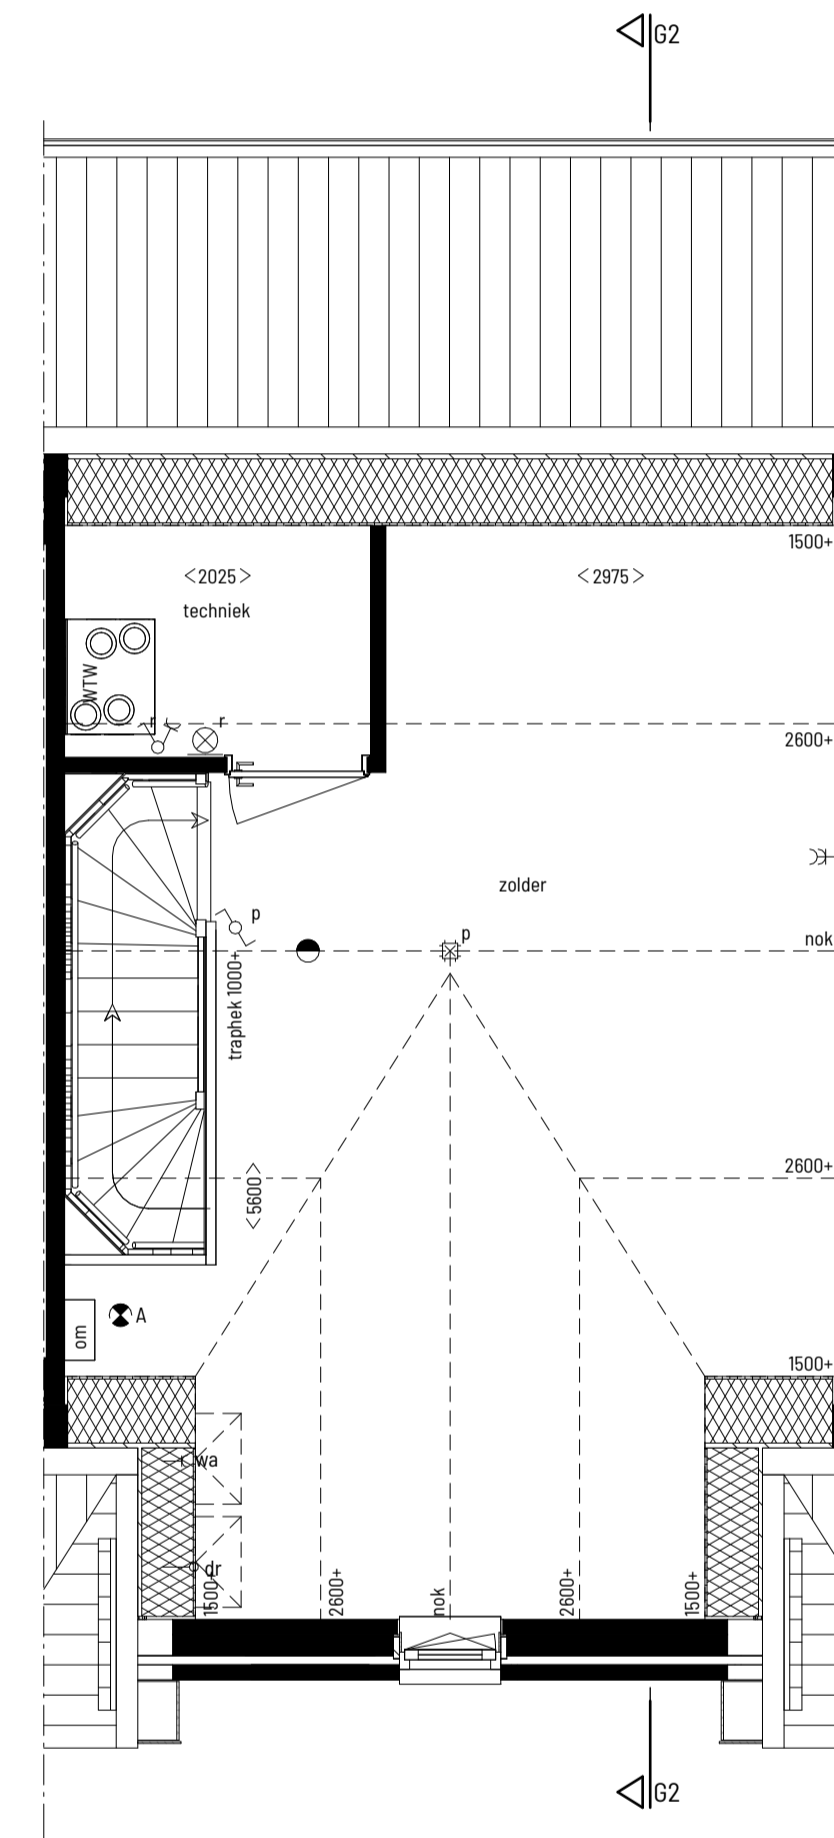 G2
1500+
<2025>
<2975>
techniek
WTW
r
r
2600+
zolder
p
p
nok
traphek 1000+
2600+
<5600>
A
om
1500+
wa
dr
1500+
2600+
nok
2600+
1500+
G2